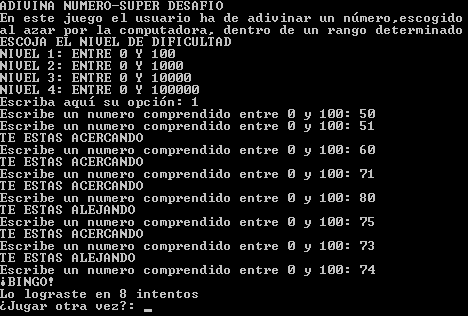 ADIVINA NUMERO-SUPER DESAFIO
En este juego el usuario ha de adivinar un número,escogido
al azar por la computadora, dentro de un rango determinado
ESCOJA EL NIVEL DE DIFICULTAD
NIVEL 1: ENTRE 0 Y 100
NIVEL 2: ENTRE 0 Y 1000
NIVEL 3: ENTRE 0 Y 10000
NIVEL 4: ENTRE 0 Y 100000
Escriba aquí su opción: 1
Escribe un numero comprendido entre 0 y 100: 50
Escribe un numero comprendido entre 0 y 100: 51
TE ESTAS ACERCANDO
Escribe un numero comprendido entre 0 y 100: 60
TE ESTAS ACERCANDO
Escribe un numero comprendido entre 0 y 100: 71
TE ESTAS ACERCANDO
Escribe un numero comprendido entre 0 y 100: 80
TE ESTAS ALEJANDO
Escribe un numero comprendido entre 0 y 100: 75
TE ESTAS ACERCANDO
Escribe un numero comprendido entre 0 y 100: 73
TE ESTAS ALEJANDO
Escribe un numero comprendido entre 0 y 100: 74
¡BINGO!
Lo lograste en 8 intentos
¿Jugar otra vez?: _